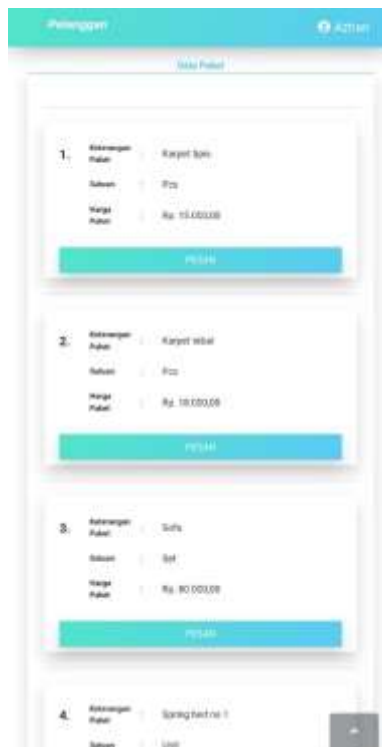 Pelanggan
Azhari
Data Paket
1.
Keterangan
Paket
:
Karpet tipis
Satuan
:
Pcs
Harga
Paket
:
Rp. 15.000,00
PESAN
2.
Keterangan
Paket
:
Karpet tebal
Satuan
:
Pcs
Harga
Paket
:
Rp. 18.000,00
PESAN
3.
Keterangan
Paket
:
Sofa
Satuan
:
Set
Harga
Paket
:
Rp. 80.000,00
PESAN
4.
Keterangan
Paket
:
Spring bed no 1
Satuan
:
Unit